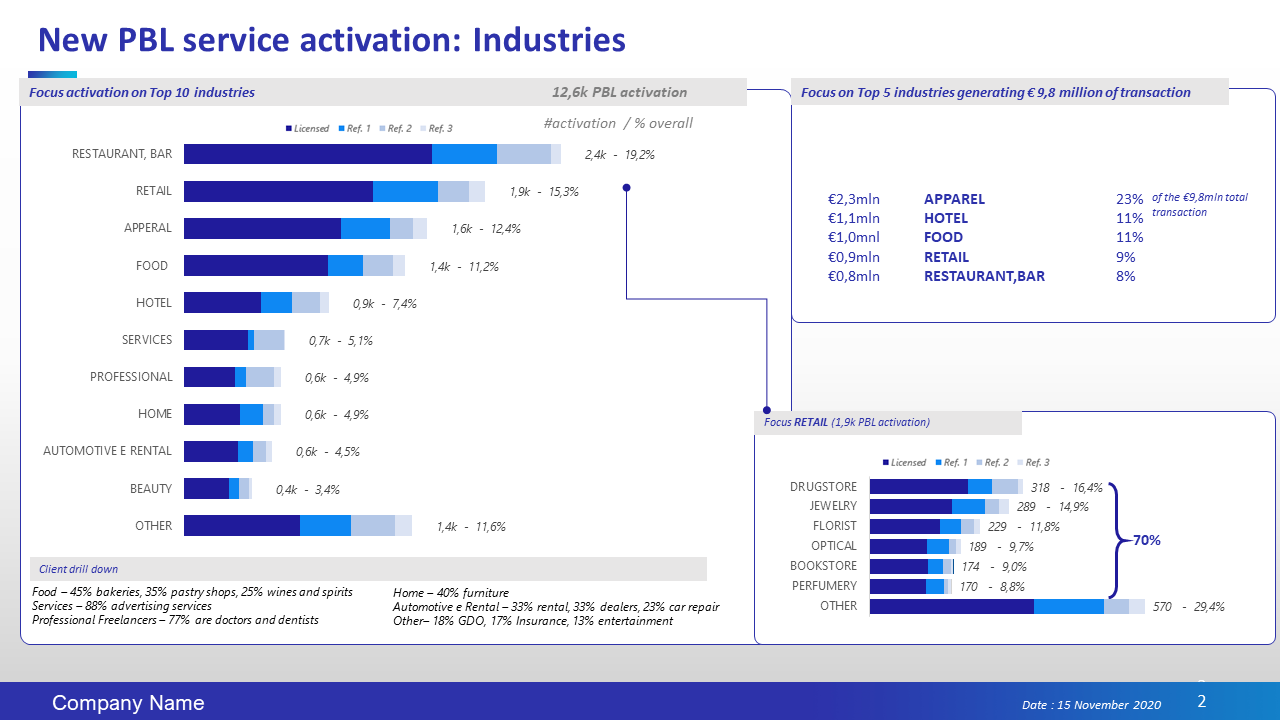 New PBL service activation: Industries
Focus activation on Top 10 industries 12,6k PBL activation
#activation / % overall
Licensed Ref. 1 Ref. 2 Ref. 3
RESTAURANT, BAR 2,4k - 19,2%
RETAIL 1,9k - 15,3%
APPERAL 1,6k - 12,4%
FOOD 1,4k - 11,2%
HOTEL 0,9k - 7,4%
SERVICES 0,7k - 5,1%
PROFESSIONAL 0,6k - 4,9%
HOME 0,6k - 4,9%
AUTOMOTIVE E RENTAL 0,6k - 4,5%
BEAUTY 0,4k - 3,4%
OTHER 1,4k - 11,6%
Client drill down
Food – 45% bakeries, 35% pastry shops, 25% wines and spirits
Services – 88% advertising services
Professional Freelancers – 77% are doctors and dentists
Home – 40% furniture
Automotive e Rental – 33% rental, 33% dealers, 23% car repair
Other– 18% GDO, 17% Insurance, 13% entertainment
Focus on Top 5 industries generating € 9,8 million of transaction
€2,3mln APPAREL 23% of the €9,8mln total
transaction
€1,1mln HOTEL 11%
€1,0mnl FOOD 11%
€0,9mln RETAIL 9%
€0,8mln RESTAURANT,BAR 8%
Focus RETAIL (1,9k PBL activation)
Licensed Ref. 1 Ref. 2 Ref. 3
DRUGSTORE 318 - 16,4%
JEWELRY 289 - 14,9%
FLORIST 229 - 11,8%
OPTICAL 189 - 9,7%
BOOKSTORE 174 - 9,0%
PERFUMERY 170 - 8,8%
OTHER 570 - 29,4%
70%
Company Name
Date : 15 November 2020
2